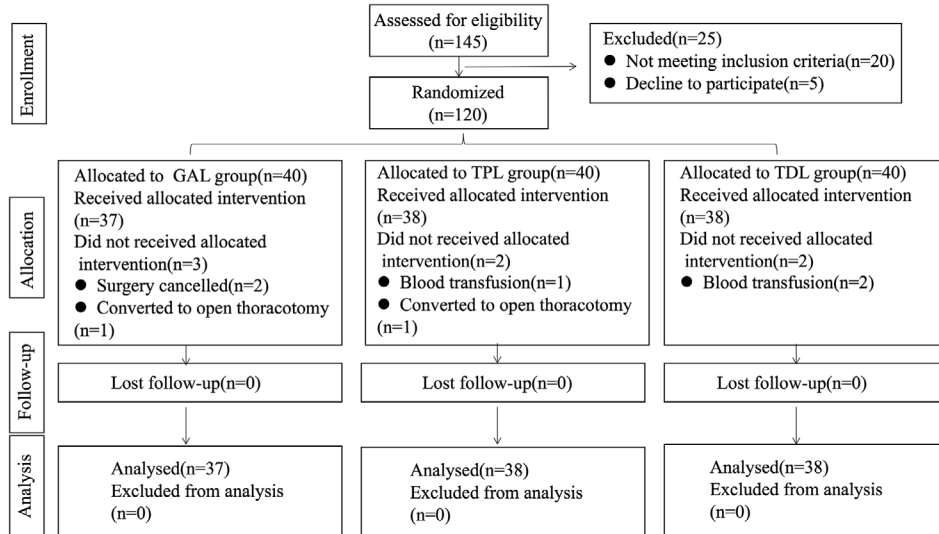 Enrollment
Assessed for eligibility
(n=145)
Excluded(n=25)
● Not meeting inclusion criteria(n=20)
● Decline to participate(n=5)
Randomized
(n=120)
Allocation
Allocated to GAL group(n=40)
Received allocated intervention
(n=37)
Did not received allocated
intervention(n=3)
● Surgery cancelled(n=2)
● Converted to open thoracotomy
(n=1)
Allocated to TPL group(n=40)
Received allocated intervention
(n=38)
Did not received allocated
intervention(n=2)
● Blood transfusion(n=1)
● Converted to open thoracotomy
(n=1)
Allocated to TDL group(n=40)
Received allocated intervention
(n=38)
Did not received allocated
intervention(n=2)
● Blood transfusion(n=2)
Follow-up
Lost follow-up(n=0)
Lost follow-up(n=0)
Lost follow-up(n=0)
Analysis
Analysed(n=37)
Excluded from analysis
(n=0)
Analysed(n=38)
Excluded from analysis
(n=0)
Analysed(n=38)
Excluded from analysis
(n=0)